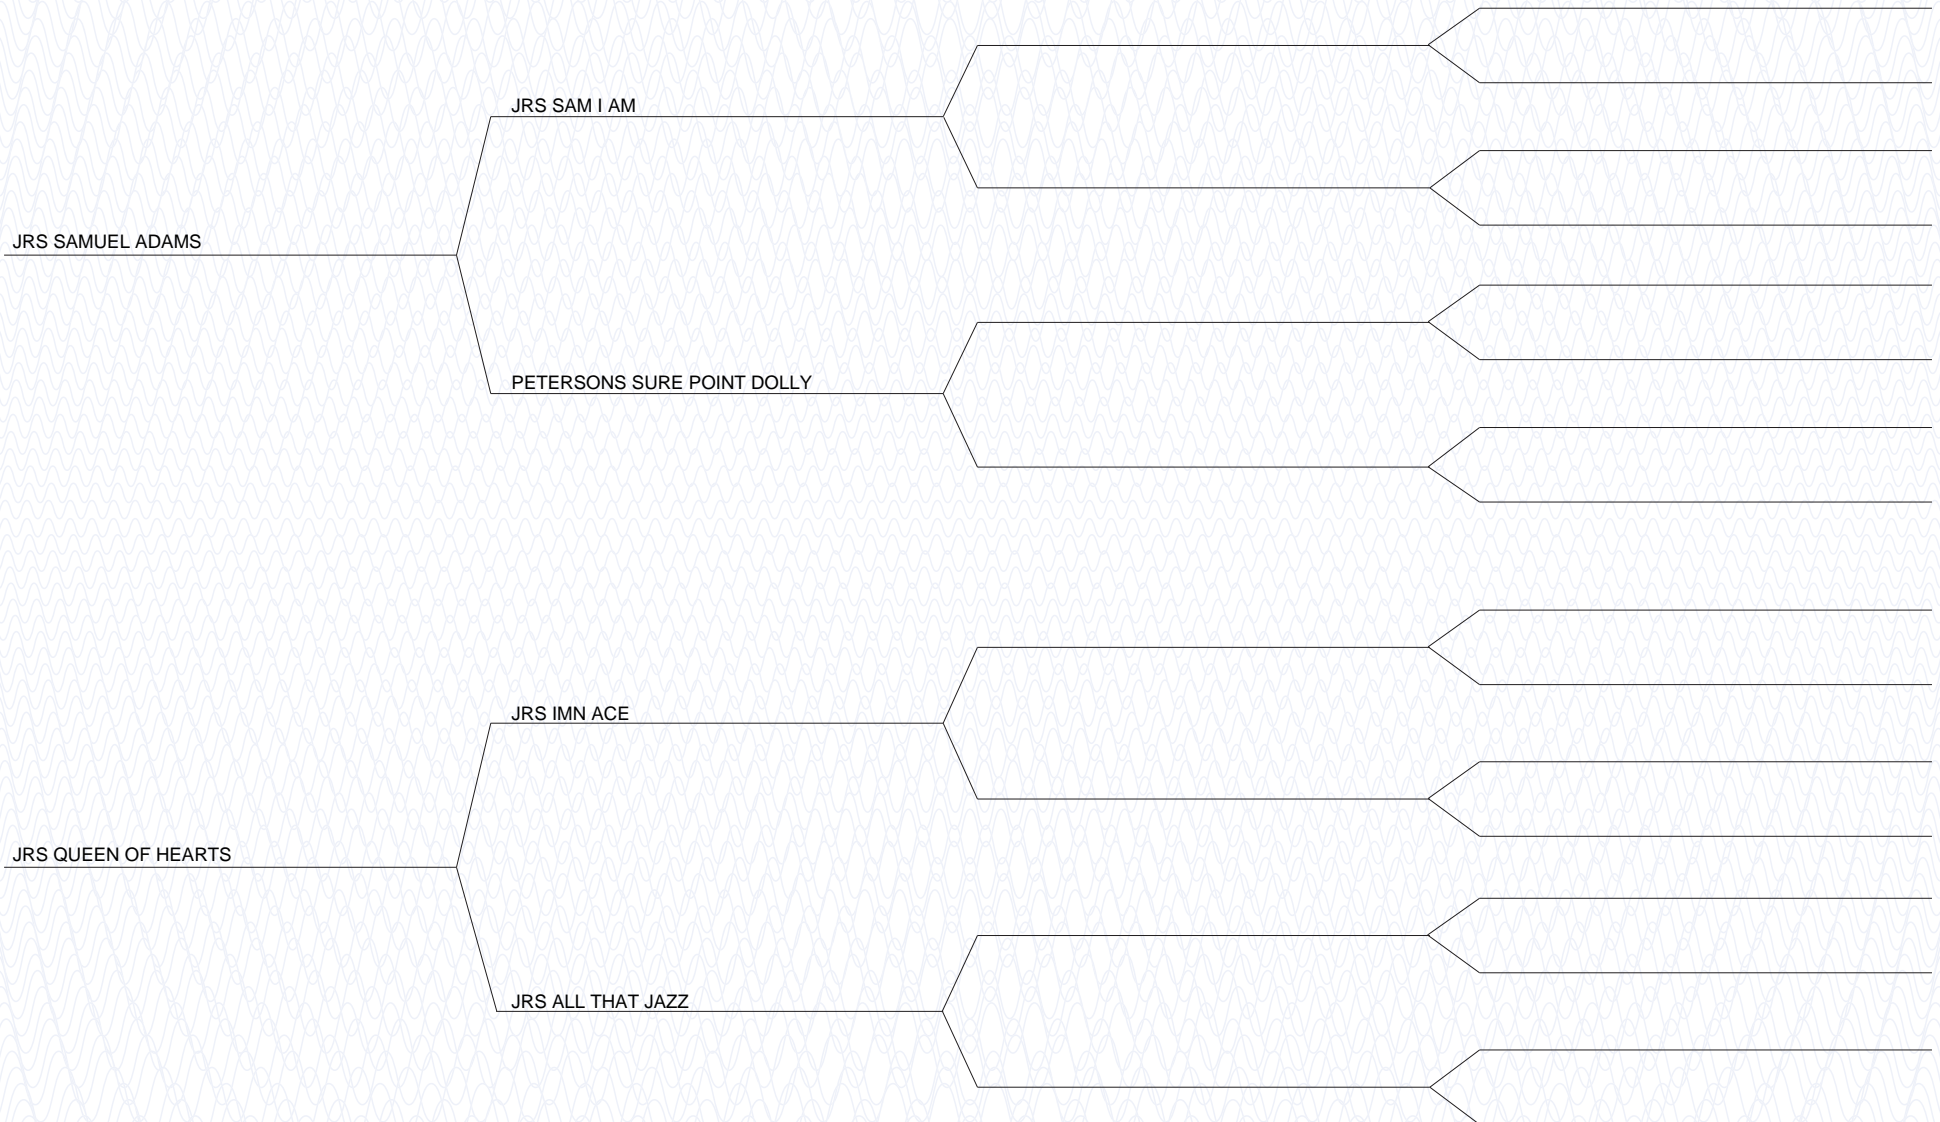 JRS SAM I AM
JRS SAMUEL ADAMS
PETERSONS SURE POINT DOLLY
JRS IMN ACE
JRS QUEEN OF HEARTS
JRS ALL THAT JAZZ